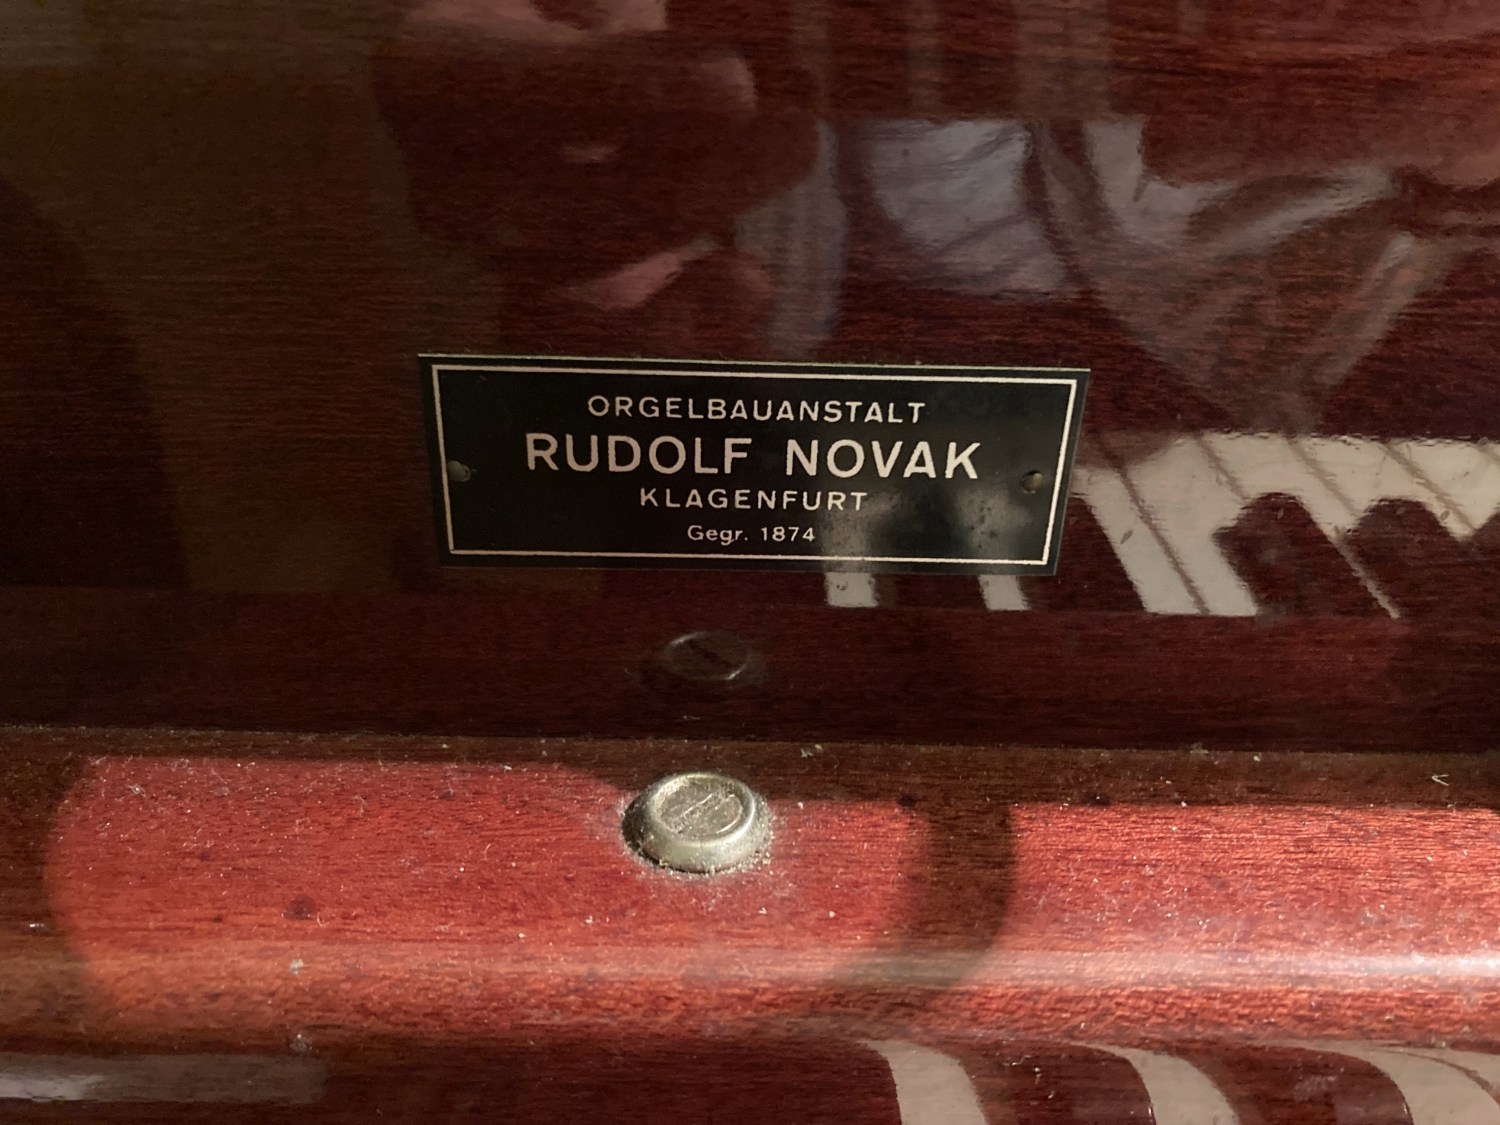 ORGELBAUANSTALT
RUDOLF NOVAK
KLAGENFURT
Gegr. 1874